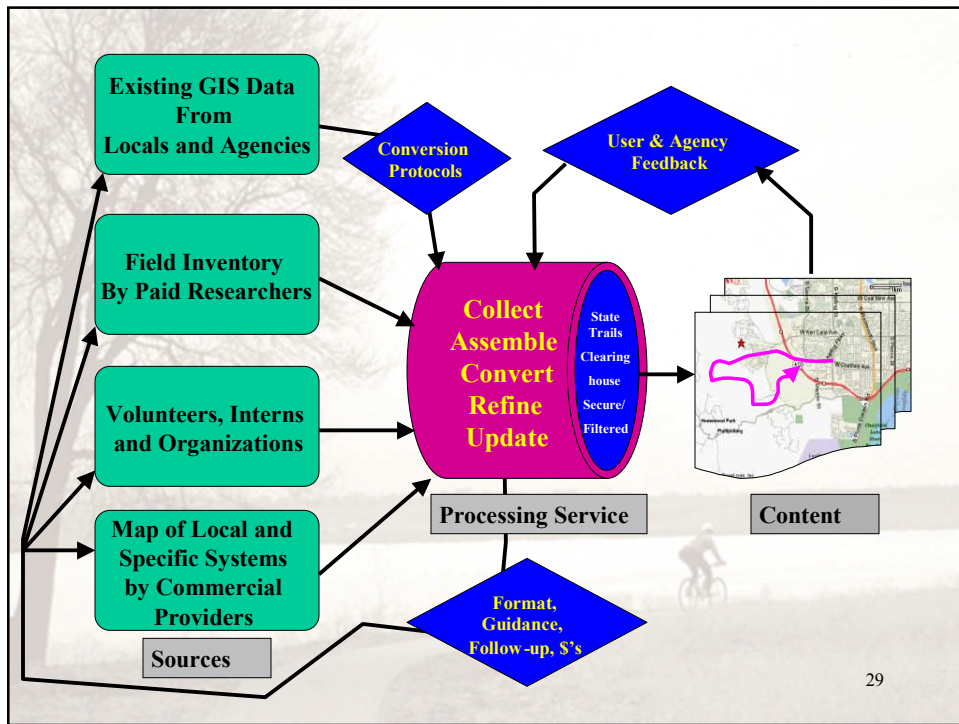 Existing GIS Data
From
Locals and Agencies
Conversion
Protocols
User & Agency
Feedback
Field Inventory
By Paid Researchers
Volunteers, Interns
and Organizations
Map of Local and
Specific Systems
by Commercial
Providers
Sources
Collect
Assemble
Convert
Refine
Update
State
Trails
Clearing
house
Secure/
Filtered
Processing Service
Content
Format,
Guidance,
Follow-up, $'s
29